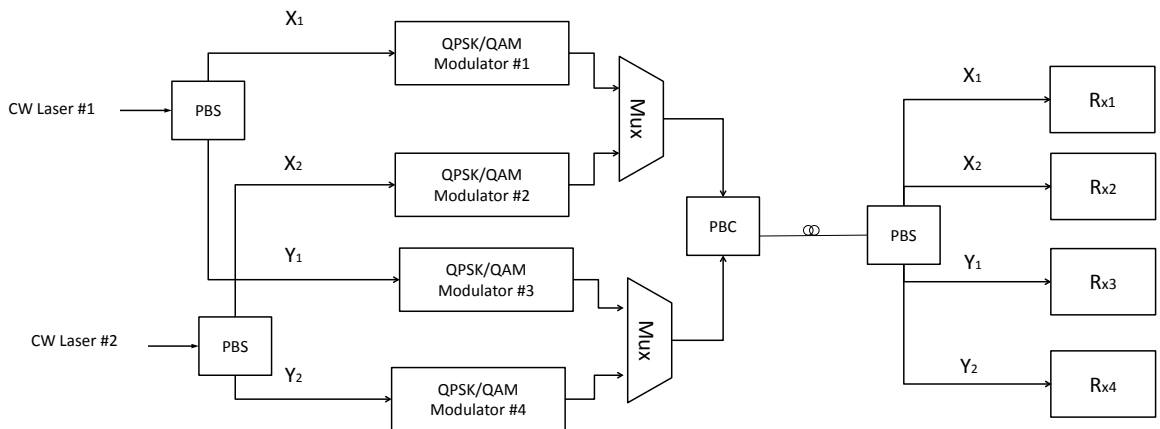 X1
QPSK/QAM
Modulator #1
CW Laser #1
PBS
Mux
X2
QPSK/QAM
Modulator #2
Y1
QPSK/QAM
Modulator #3
CW Laser #2
PBS
Mux
Y2
QPSK/QAM
Modulator #4
PBC
PBS
X1
Rx1
X2
Rx2
Y1
Rx3
Y2
Rx4